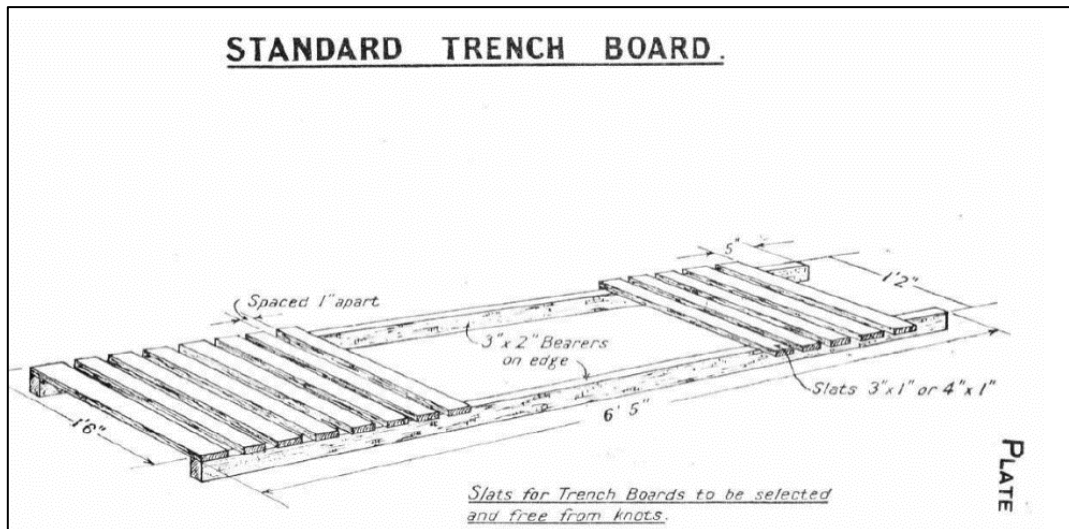 STANDARD TRENCH BOARD.
5"
1'2"
Spaced 1" apart
3" x 2" Bearers
on edge
Slats 3" x 1" or 4" x 1"
6' 5"
1'6"
Slats for Trench Boards to be selected
and free from knots.
PLATE